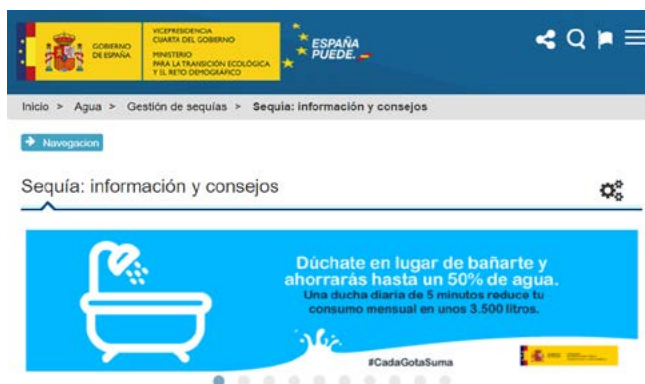 GOBIERNO
DE ESPAÑA
VICEPRESIDENCIA
CUARTA DEL GOBIERNO
MINISTERIO
PARA LA TRANSICIÓN ECOLÓGICA
Y EL RETO DEMOGRÁFICO
ESPAÑA
PUEDE.
Inicio > Agua > Gestión de sequías > Sequía: información y consejos
Navegacion
Sequía: información y consejos
Dúchate en lugar de bañarte y
ahorrarás hasta un 50% de agua.
Una ducha diaria de 5 minutos reduce tu
consumo mensual en unos 3.500 litros.
#CadaGotaSuma